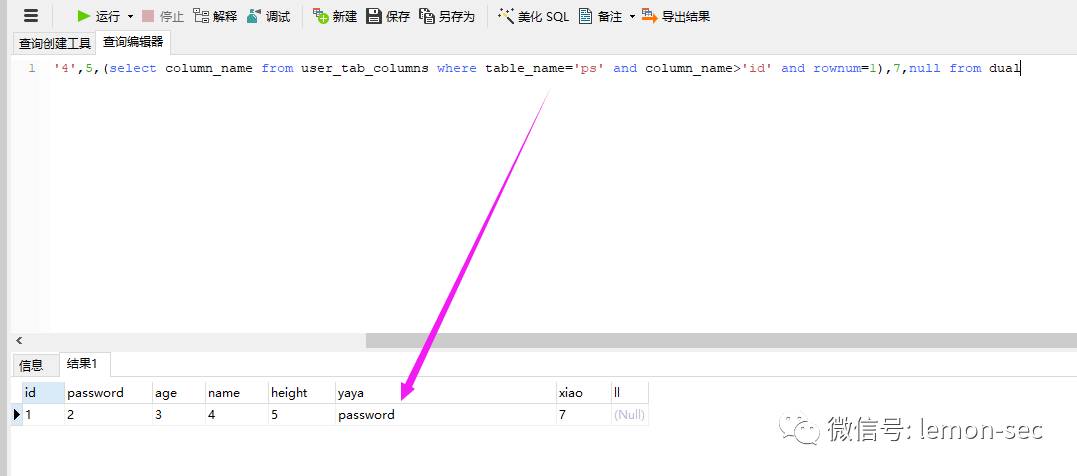 运行 停止 解释 调试 新建 保存 另存为 美化 SQL 备注 导出结果
查询创建工具 查询编辑器
1 '4',5,(select column_name from user_tab_columns where table_name='ps' and column_name>'id' and rownum=1),7,null from dual
信息 结果1
id password age name height yaya xiao ll
1 2 3 4 5 password 7 (Null)
微信号: lemon-sec